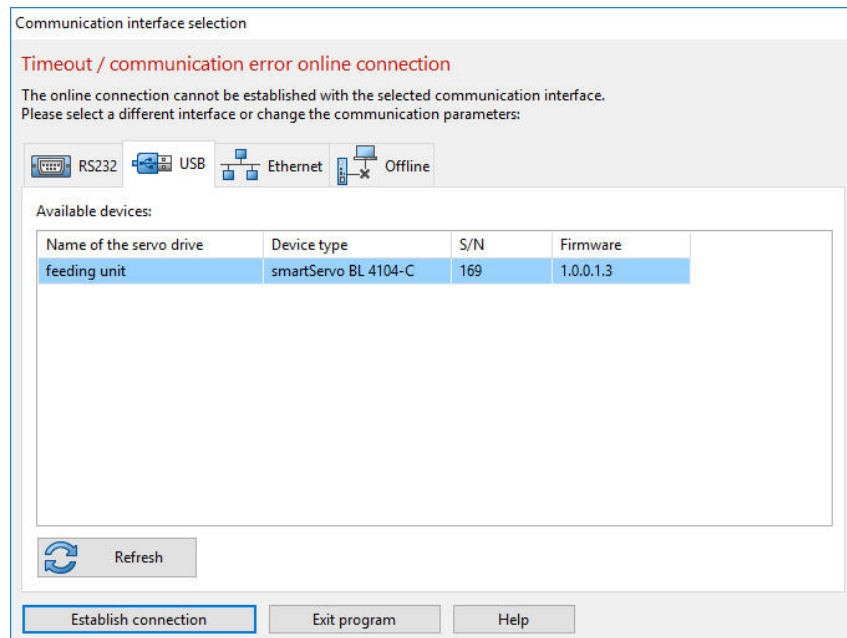 Communication interface selection
Timeout / communication error online connection
The online connection cannot be established with the selected communication interface.
Please select a different interface or change the communication parameters:
RS232 USB Ethernet Offline
Available devices:
Name of the servo drive Device type S/N Firmware
feeding unit smartServo BL 4104-C 169 1.0.0.1.3
Refresh
Establish connection Exit program Help